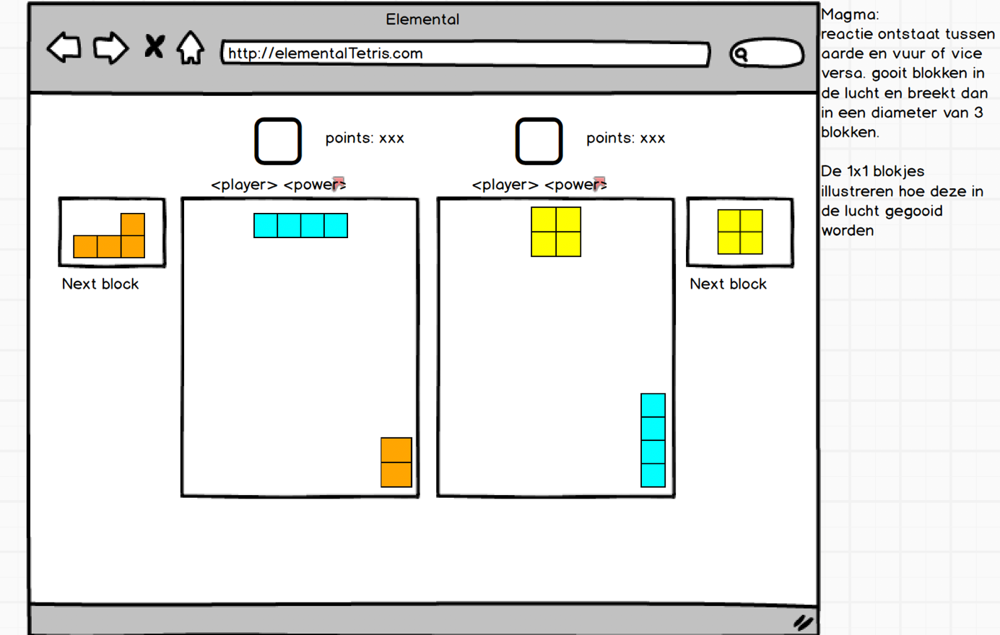 Elemental
http://elementalTetris.com
points: xxx
points: xxx
<player> <power>
<player> <power>
Next block
Next block
Magma:
reactie ontstaat tussen
aarde en vuur of vice
versa. gooit blokken in
de lucht en breekt dan
in een diameter van 3
blokken.
De 1x1 blokjes
illustreren hoe deze in
de lucht gegooid
worden